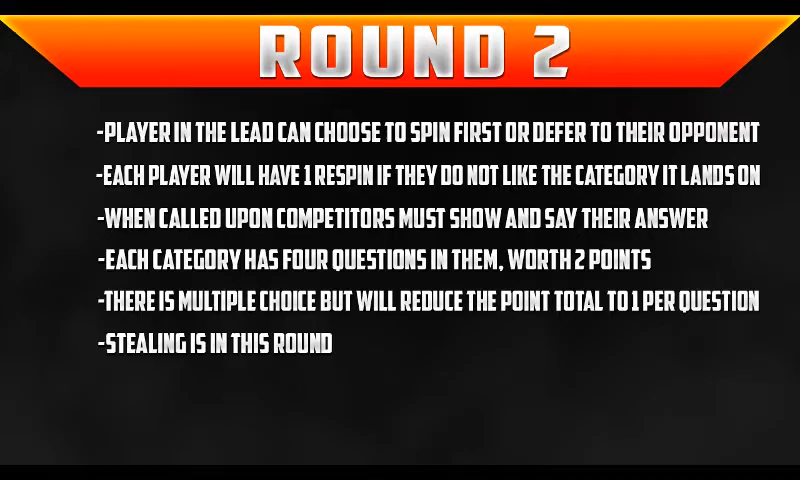 ROUND 2
-PLAYER IN THE LEAD CAN CHOOSE TO SPIN FIRST OR DEFER TO THEIR OPPONENT
-EACH PLAYER WILL HAVE 1 RESPIN IF THEY DO NOT LIKE THE CATEGORY IT LANDS ON
-WHEN CALLED UPON COMPETITORS MUST SHOW AND SAY THEIR ANSWER
-EACH CATEGORY HAS FOUR QUESTIONS IN THEM, WORTH 2 POINTS
-THERE IS MULTIPLE CHOICE BUT WILL REDUCE THE POINT TOTAL TO 1 PER QUESTION
-STEALING IS IN THIS ROUND